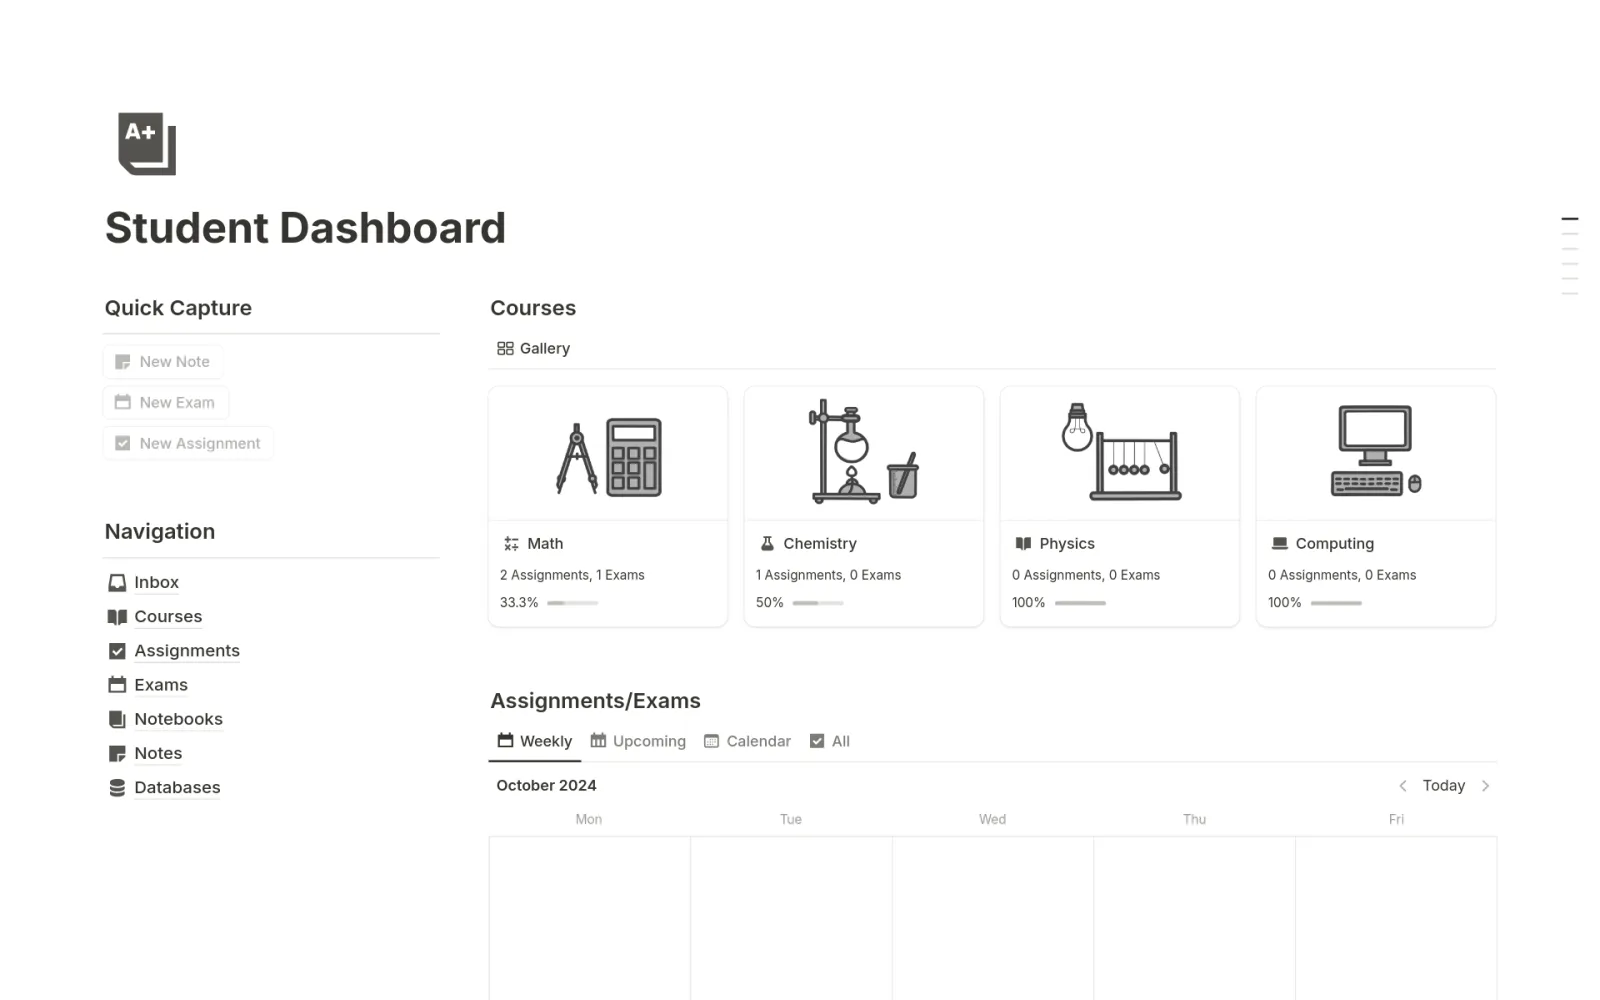 A+
Student Dashboard
Quick Capture
New Note
New Exam
New Assignment
Navigation
Inbox
Courses
Assignments
Exams
Notebooks
Notes
Databases
Courses
Gallery
Math
2 Assignments, 1 Exams
33.3%
Chemistry
1 Assignments, 0 Exams
50%
Physics
0 Assignments, 0 Exams
100%
Computing
0 Assignments, 0 Exams
100%
Assignments/Exams
Weekly Upcoming Calendar All
October 2024 Today
Mon Tue Wed Thu Fri